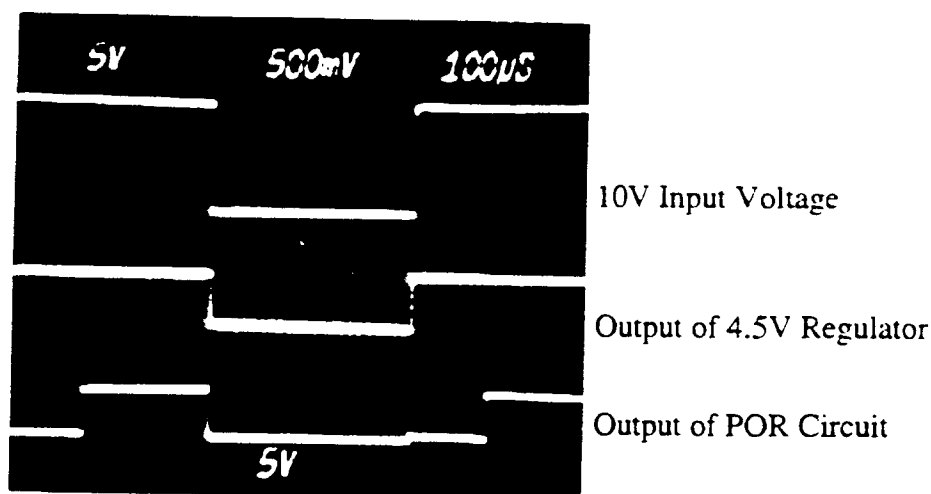 5V 500mV 100µS
10V Input Voltage
Output of 4.5V Regulator
Output of POR Circuit
5V